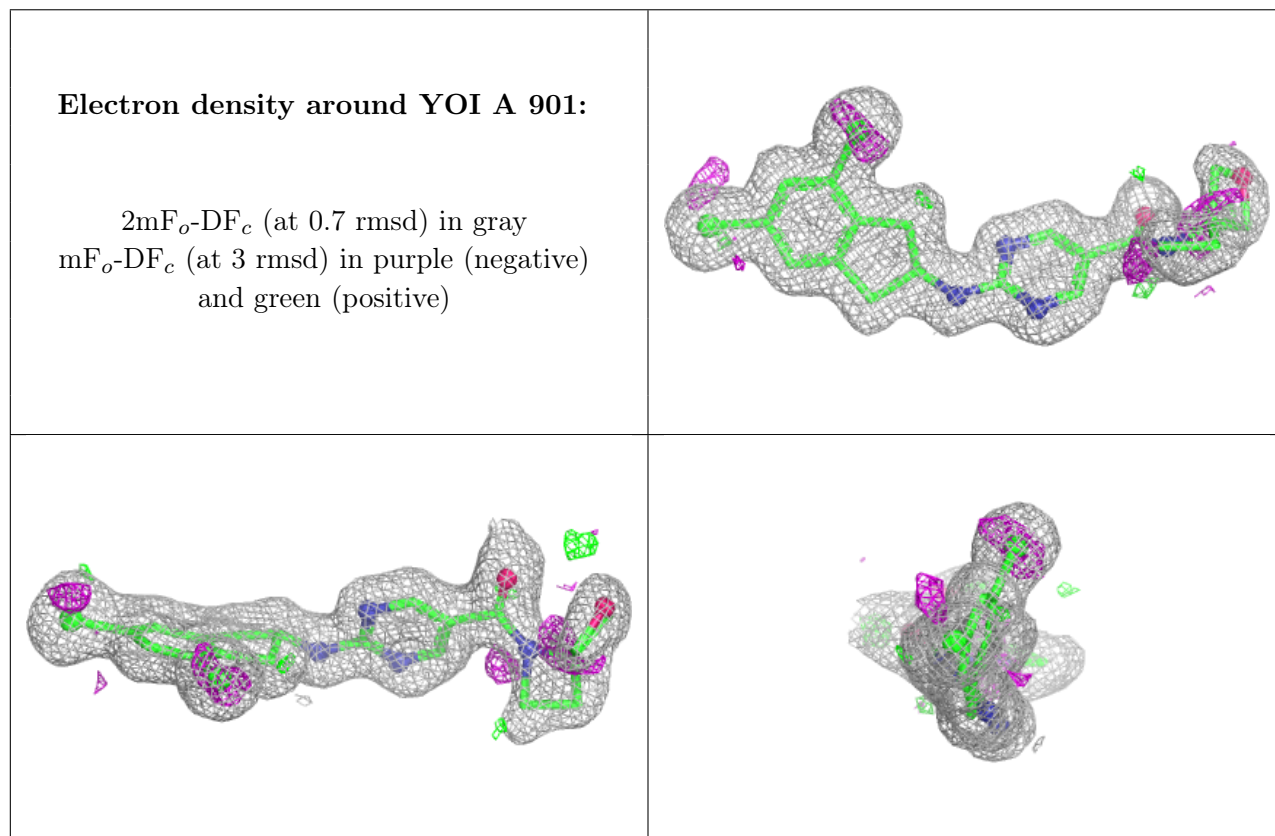 Electron density around YOI A 901:
2mFo-DFc (at 0.7 rmsd) in gray
mFo-DFc (at 3 rmsd) in purple (negative)
and green (positive)